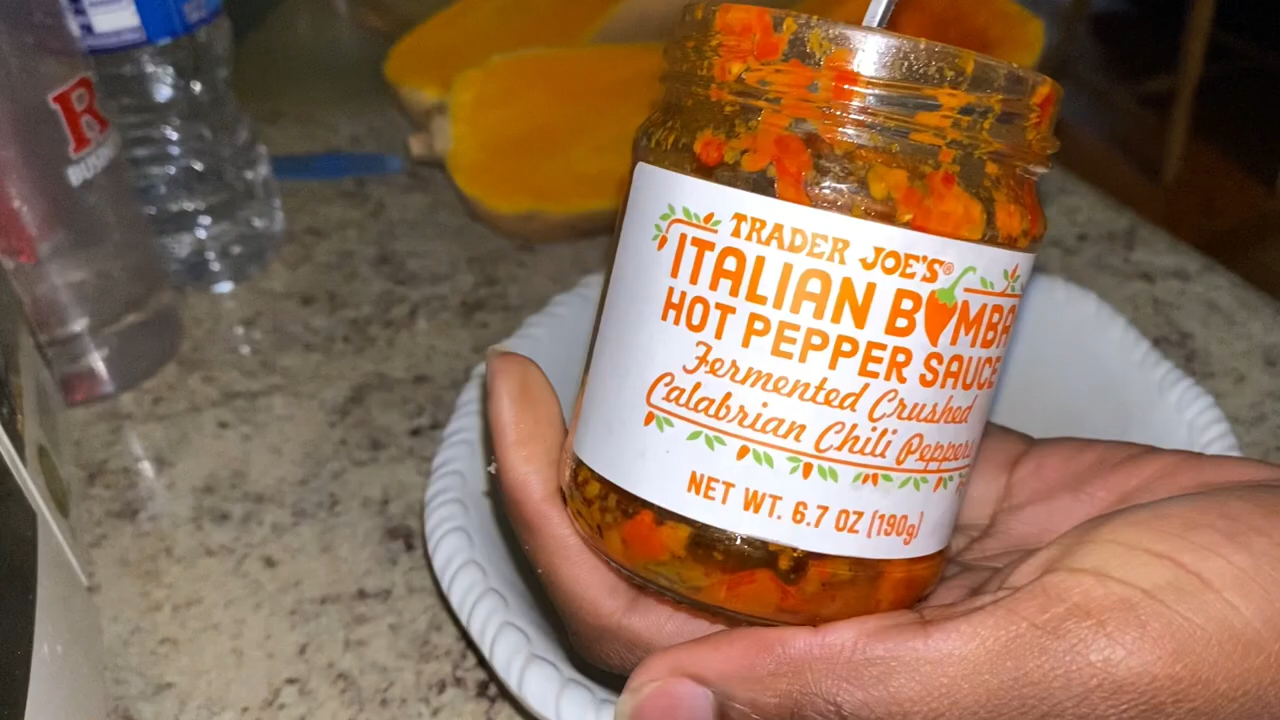 TRADER JOE'S®
ITALIAN BOMBA
HOT PEPPER SAUCE
Fermented Crushed
Calabrian Chili Peppers
NET WT. 6.7 OZ (190g)
R